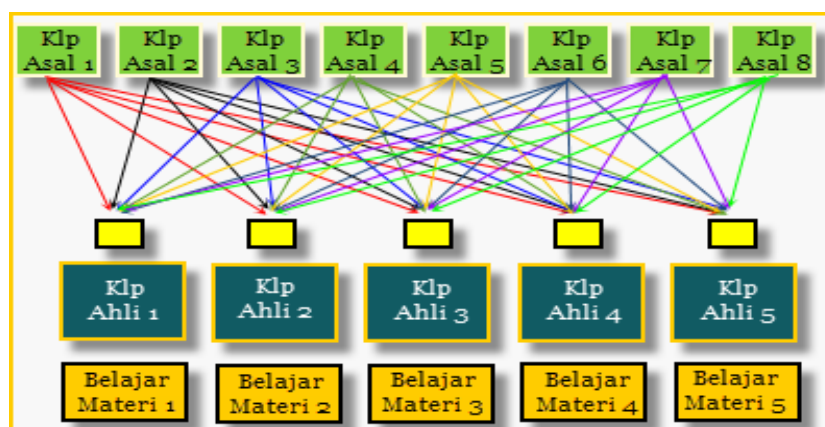 Klp
Asal 1
Klp
Asal 2
Klp
Asal 3
Klp
Asal 4
Klp
Asal 5
Klp
Asal 6
Klp
Asal 7
Klp
Asal 8
Klp
Ahli 1
Klp
Ahli 2
Klp
Ahli 3
Klp
Ahli 4
Klp
Ahli 5
Belajar
Materi 1
Belajar
Materi 2
Belajar
Materi 3
Belajar
Materi 4
Belajar
Materi 5